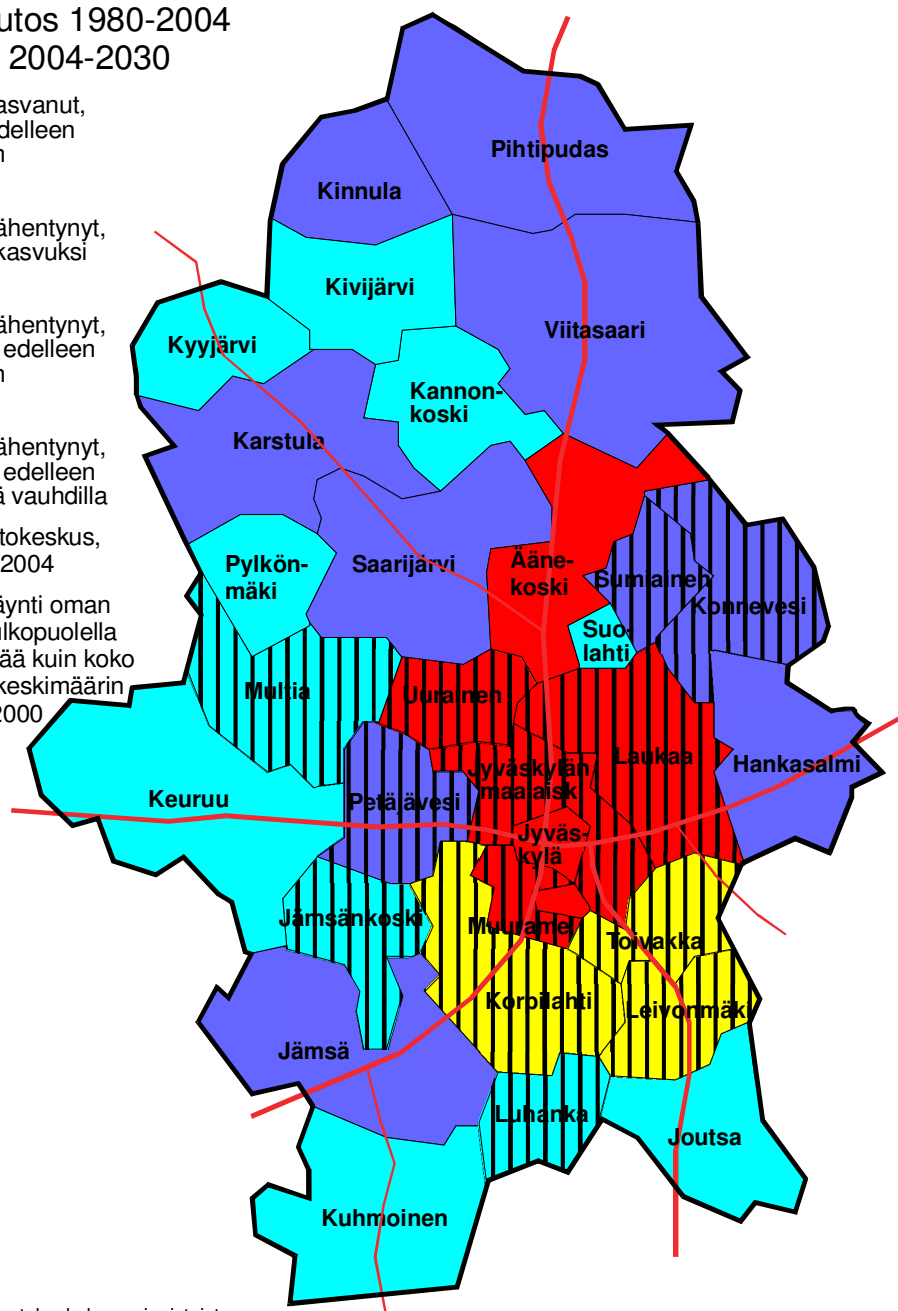 utos 1980-2004
2004-2030
asvanut,
edelleen
n
ähentynyt,
kasvuksi
ähentynyt,
edelleen
n
ähentynyt,
edelleen
ä vauhdilla
tokeskus,
2004
äynti oman
ulkopuolella
ää kuin koko
keskimäärin
2000
Pihtipudas
Kinnula
Kivijärvi
Viitasaari
Kyyjärvi
Kannon-
koski
Karstula
Pylkön-
mäki
Saarijärvi
Ääne-
koski
Sumiainen
Konnevesi
Suo-
lahti
Multia
Uurainen
Laukaa
Hankasalmi
Keuruu
Petäjävesi
Jyväskylän
maalaisk
Jyväs-
kylä
Jämsänkoski
Muurame
Toivakka
Korpilahti
Leivonmäki
Jämsä
Luhanka
Joutsa
Kuhmoinen